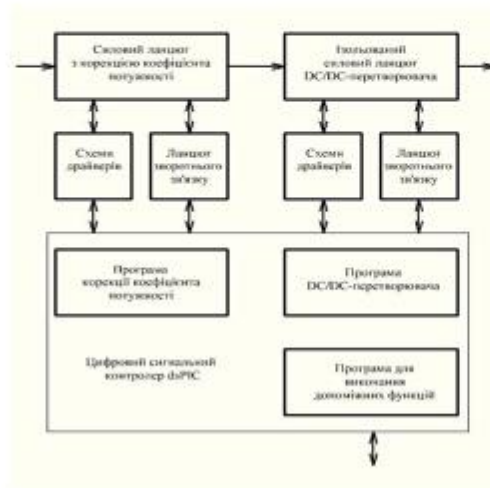 Силовий ланцюг
з корекцією коефіцієнта
потужності
Ізольований
силовий ланцюг
DC/DC-перетворювача
Схеми
драйверів
Ланцюг
зворотнього
зв'язку
Схеми
драйверів
Ланцюг
зворотнього
зв'язку
Програма
корекції коефіцієнта
потужності
Програма
DC/DC-перетворювача
Цифровий сигнальний
контролер dsPIC
Програма для
виконання
допоміжних функцій